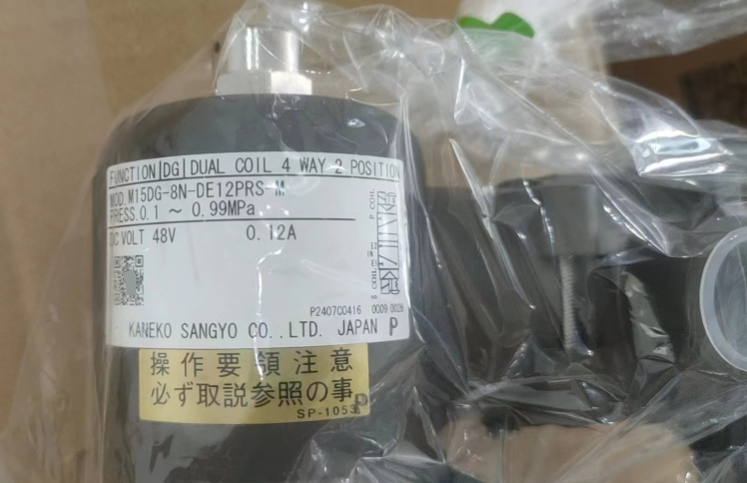 FUNCTION|DG|DUAL COIL 4 WAY 2 POSITION
MOD. M15DG-8N-DE12PRS-M
PRESS. 0.1 ~ 0.99MPa
DC VOLT 48V 0.12A
P. COIL
P240700416 0009 0028
KANEKO SANGYO CO.,LTD. JAPAN P
操作要領注意
必ず取説参照の事
SP-1053
P